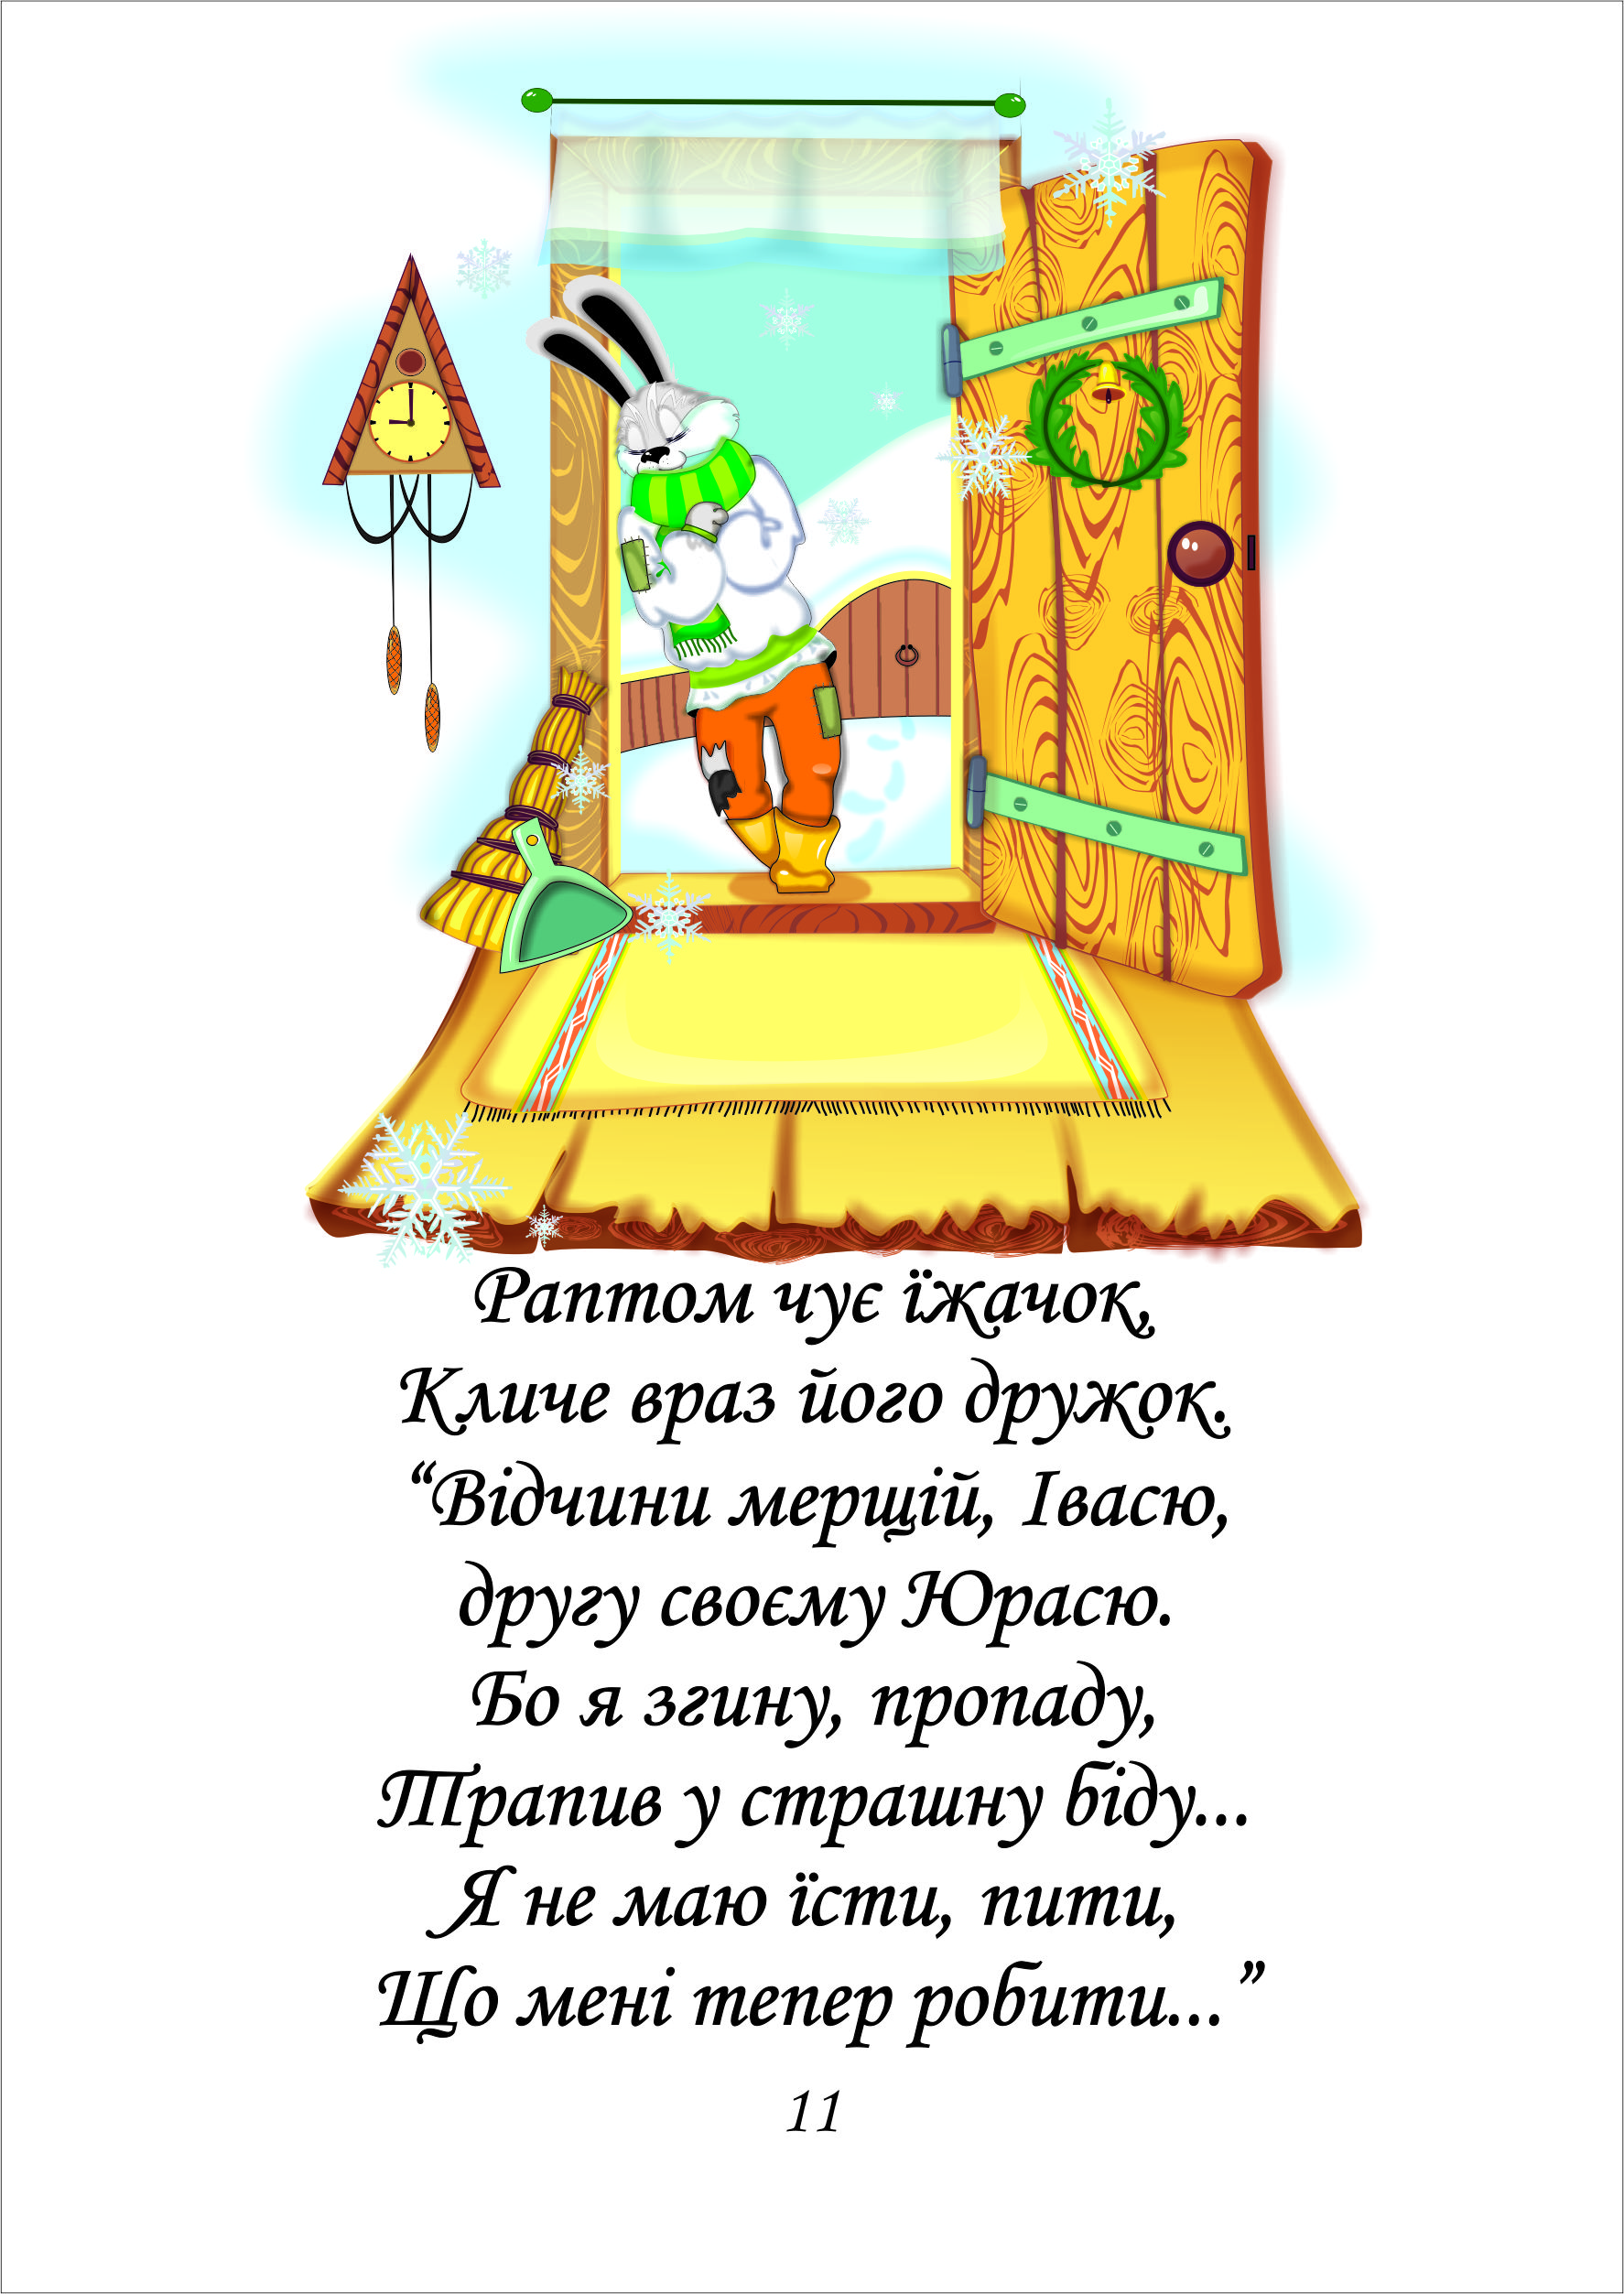 Раптом чує їжачок,
Кличе враз його дружок.
“Відчини мерщій, Івасю,
другу своєму Юрасю.
Бо я згину, пропаду,
Трапив у страшну біду...
Я не маю їсти, пити,
Що мені тепер робити...”
11